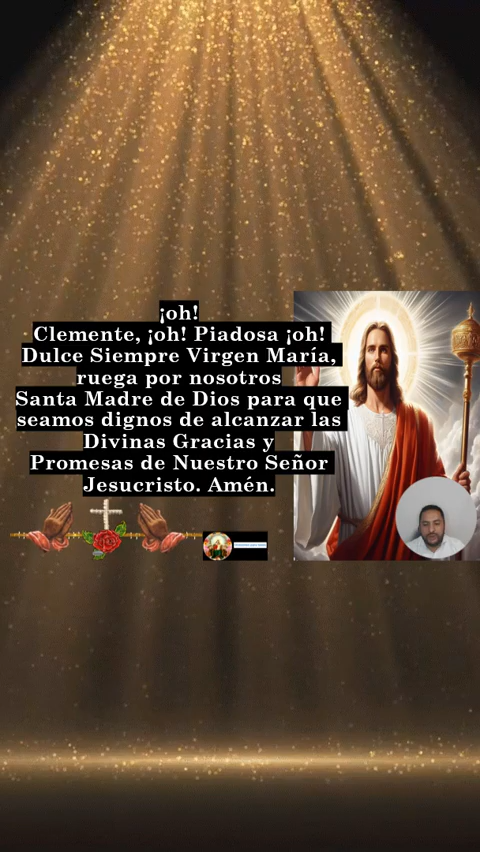 ¡oh!
Clemente, ¡oh! Piadosa ¡oh!
Dulce Siempre Virgen María,
ruega por nosotros
Santa Madre de Dios para que
seamos dignos de alcanzar las
Divinas Gracias y
Promesas de Nuestro Señor
Jesucristo. Amén.